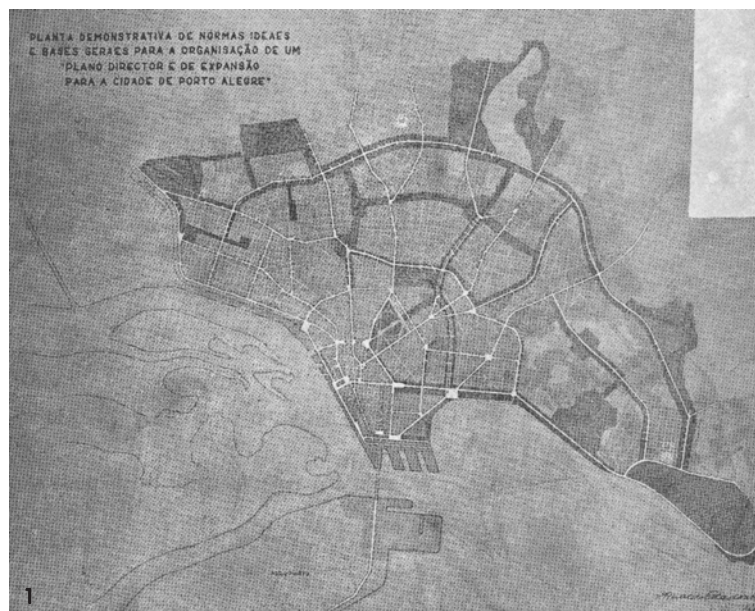 PLANTA DEMONSTRATIVA DE NORMAS IDEAES
E BASES GERAES PARA A ORGANISAÇÃO DE UM
"PLANO DIRECTOR E DE EXPANSÃO
PARA A CIDADE DE PORTO ALEGRE"
1